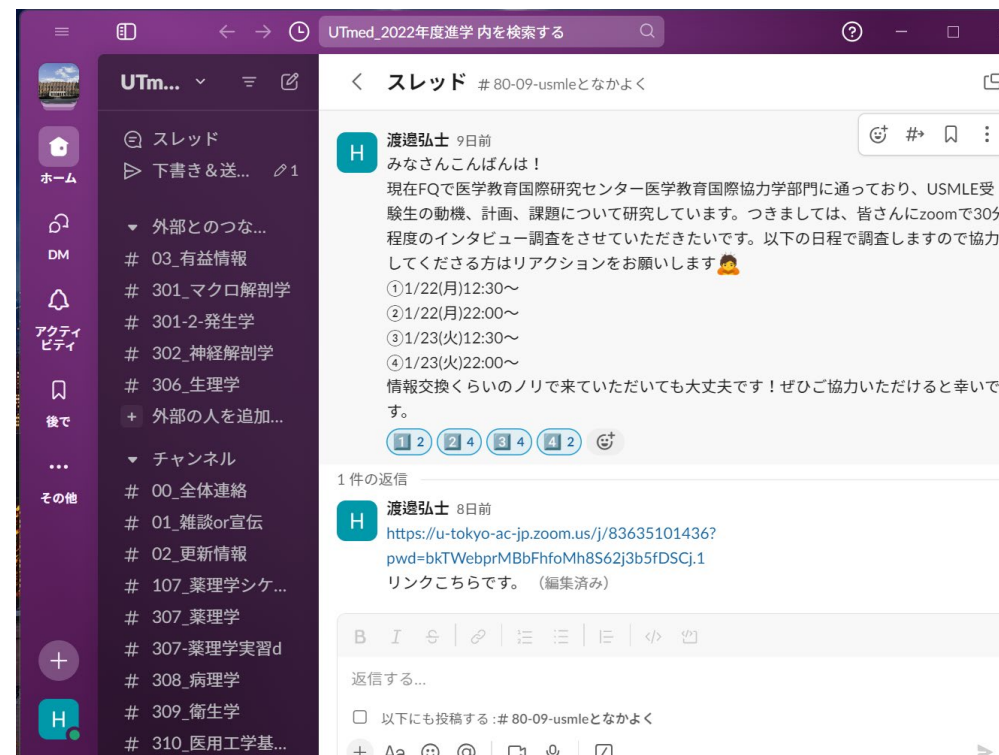 UTmed_2022年度進学 内を検索する
UTm...
スレッド # 80-09-usmleとなかよく
ホーム
DM
アクティ
ビティ
後で
その他
H
スレッド
下書き＆送... 1
外部とのつな...
# 03_有益情報
# 301_マクロ解剖学
# 301-2-発生学
# 302_神経解剖学
# 306_生理学
+ 外部の人を追加...
チャンネル
# 00_全体連絡
# 01_雑談or宣伝
# 02_更新情報
# 107_薬理学シケ...
# 307_薬理学
# 307-薬理学実習d
# 308_病理学
# 309_衛生学
# 310_医用工学基...
H
渡邉弘士 9日前
みなさんこんばんは！
現在FQで医学教育国際研究センター医学教育国際協力学部門に通っており、USMLE受
験生の動機、計画、課題について研究しています。つきましては、皆さんにzoomで30分
程度のインタビュー調査をさせていただきたいです。以下の日程で調査しますので協力
してくださる方はリアクションをお願いします🙇
①1/22(月)12:30〜
②1/22(月)22:00〜
③1/23(火)12:30〜
④1/23(火)22:00〜
情報交換くらいのノリで来ていただいても大丈夫です！ぜひご協力いただけると幸いで
す。
1 2 2 4 3 4 4 2
1 件の返信
H
渡邉弘士 8日前
https://u-tokyo-ac-jp.zoom.us/j/83635101436?
pwd=bkTWebprMBbFhfoMh8S62j3b5fDSCj.1
リンクこちらです。 （編集済み）
B I S
返信する...
以下にも投稿する :# 80-09-usmleとなかよく
+ Aa @